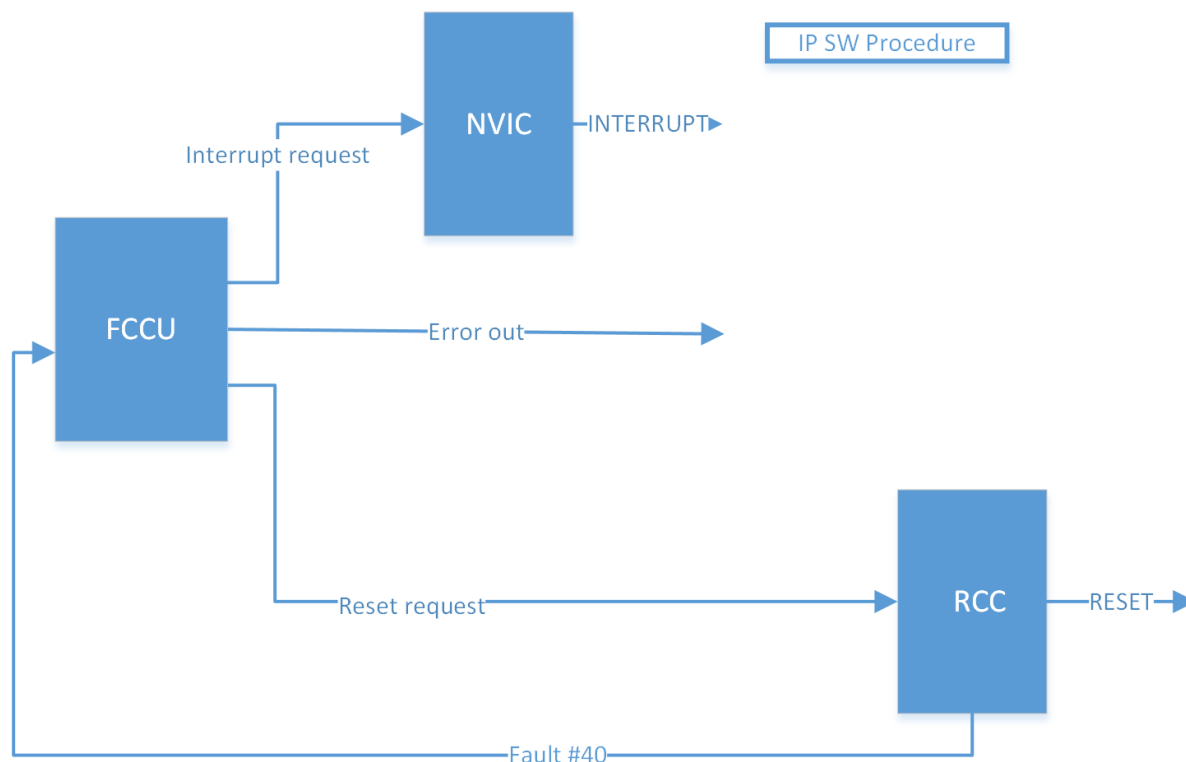 IP SW Procedure
NVIC
INTERRUPT
Interrupt request
FCCU
Error out
Reset request
RCC
RESET
Fault #40